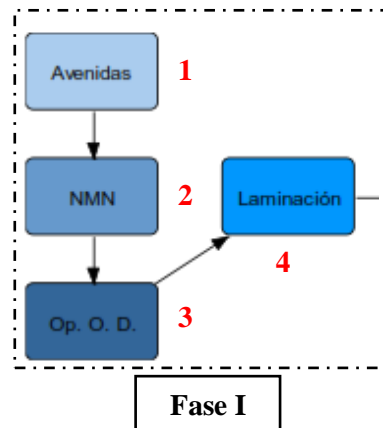 Avenidas 1
NMN 2
Laminación
Op. O. D. 3
4
Fase I